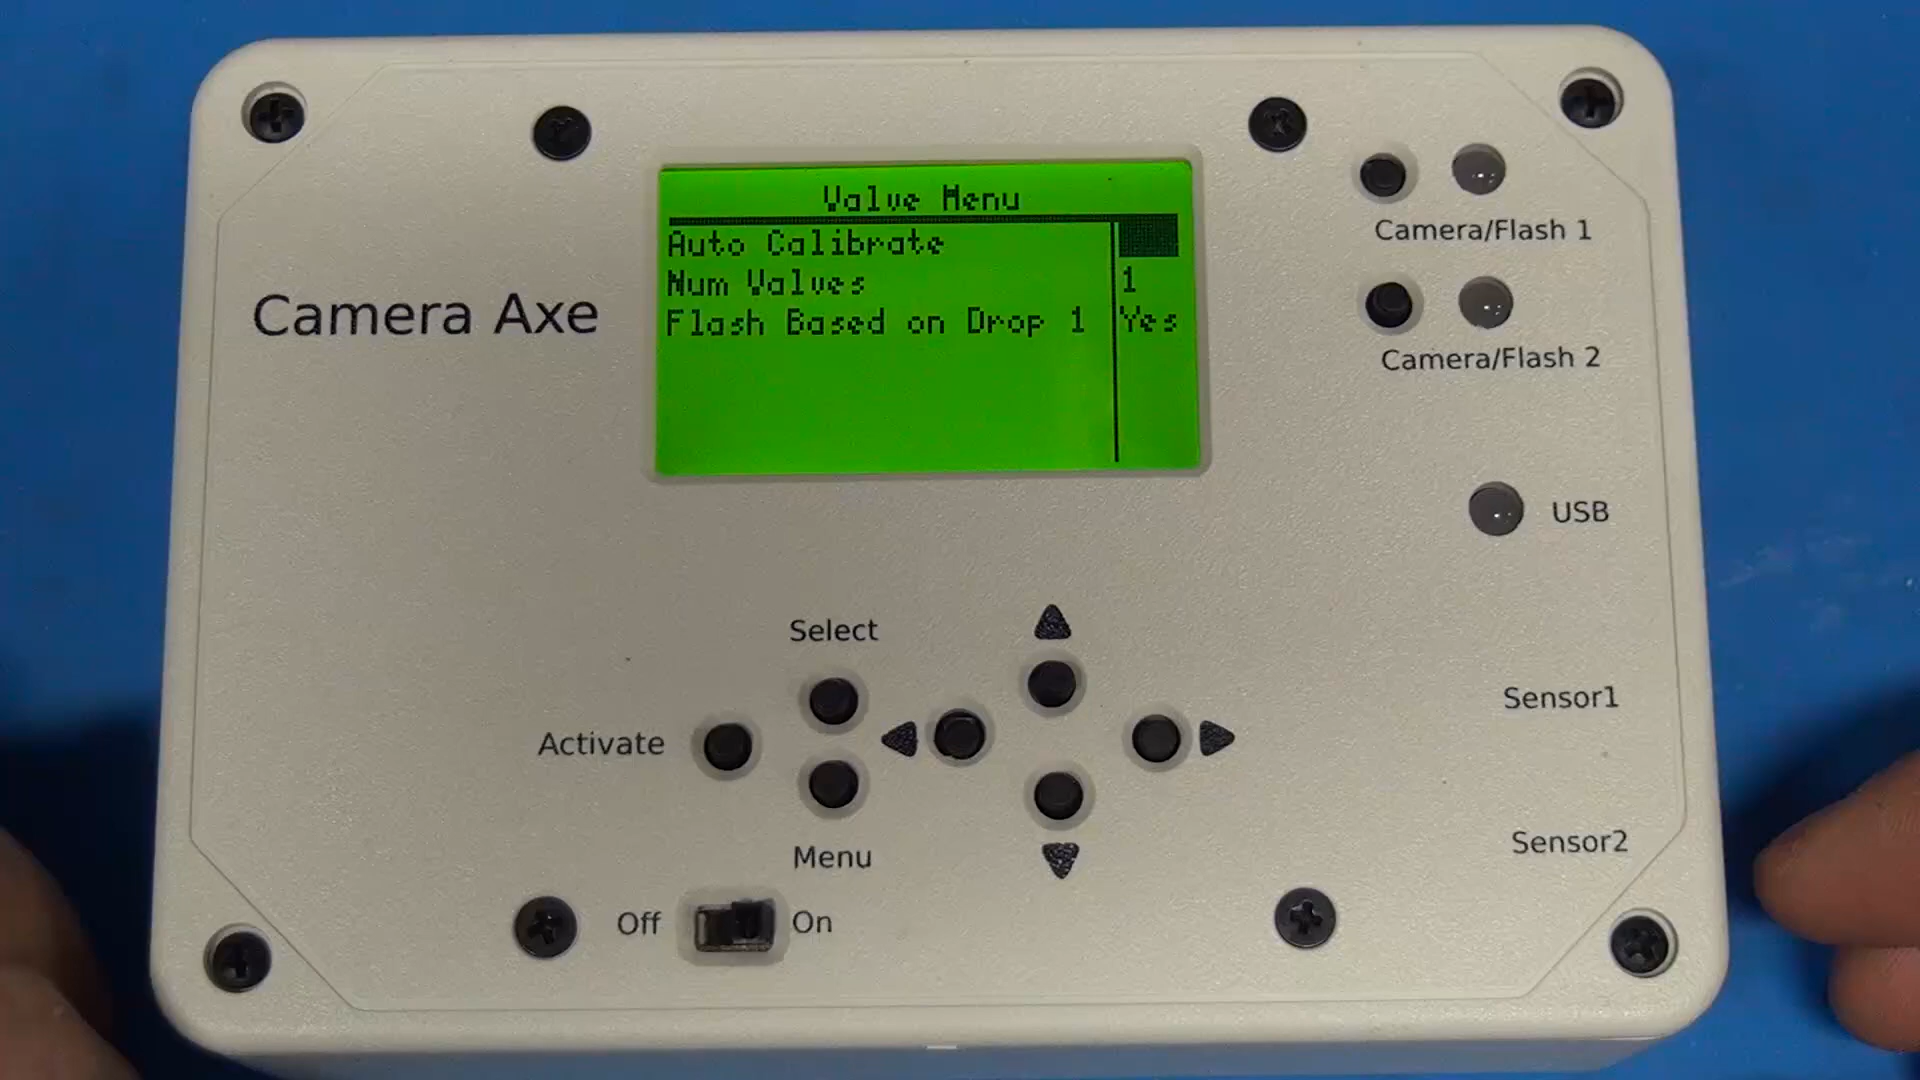 Valve Menu
Auto Calibrate
Num Valves 1
Flash Based on Drop 1 Yes
Camera Axe
Camera/Flash 1
Camera/Flash 2
USB
Select
Activate
Menu
Sensor1
Sensor2
Off
On